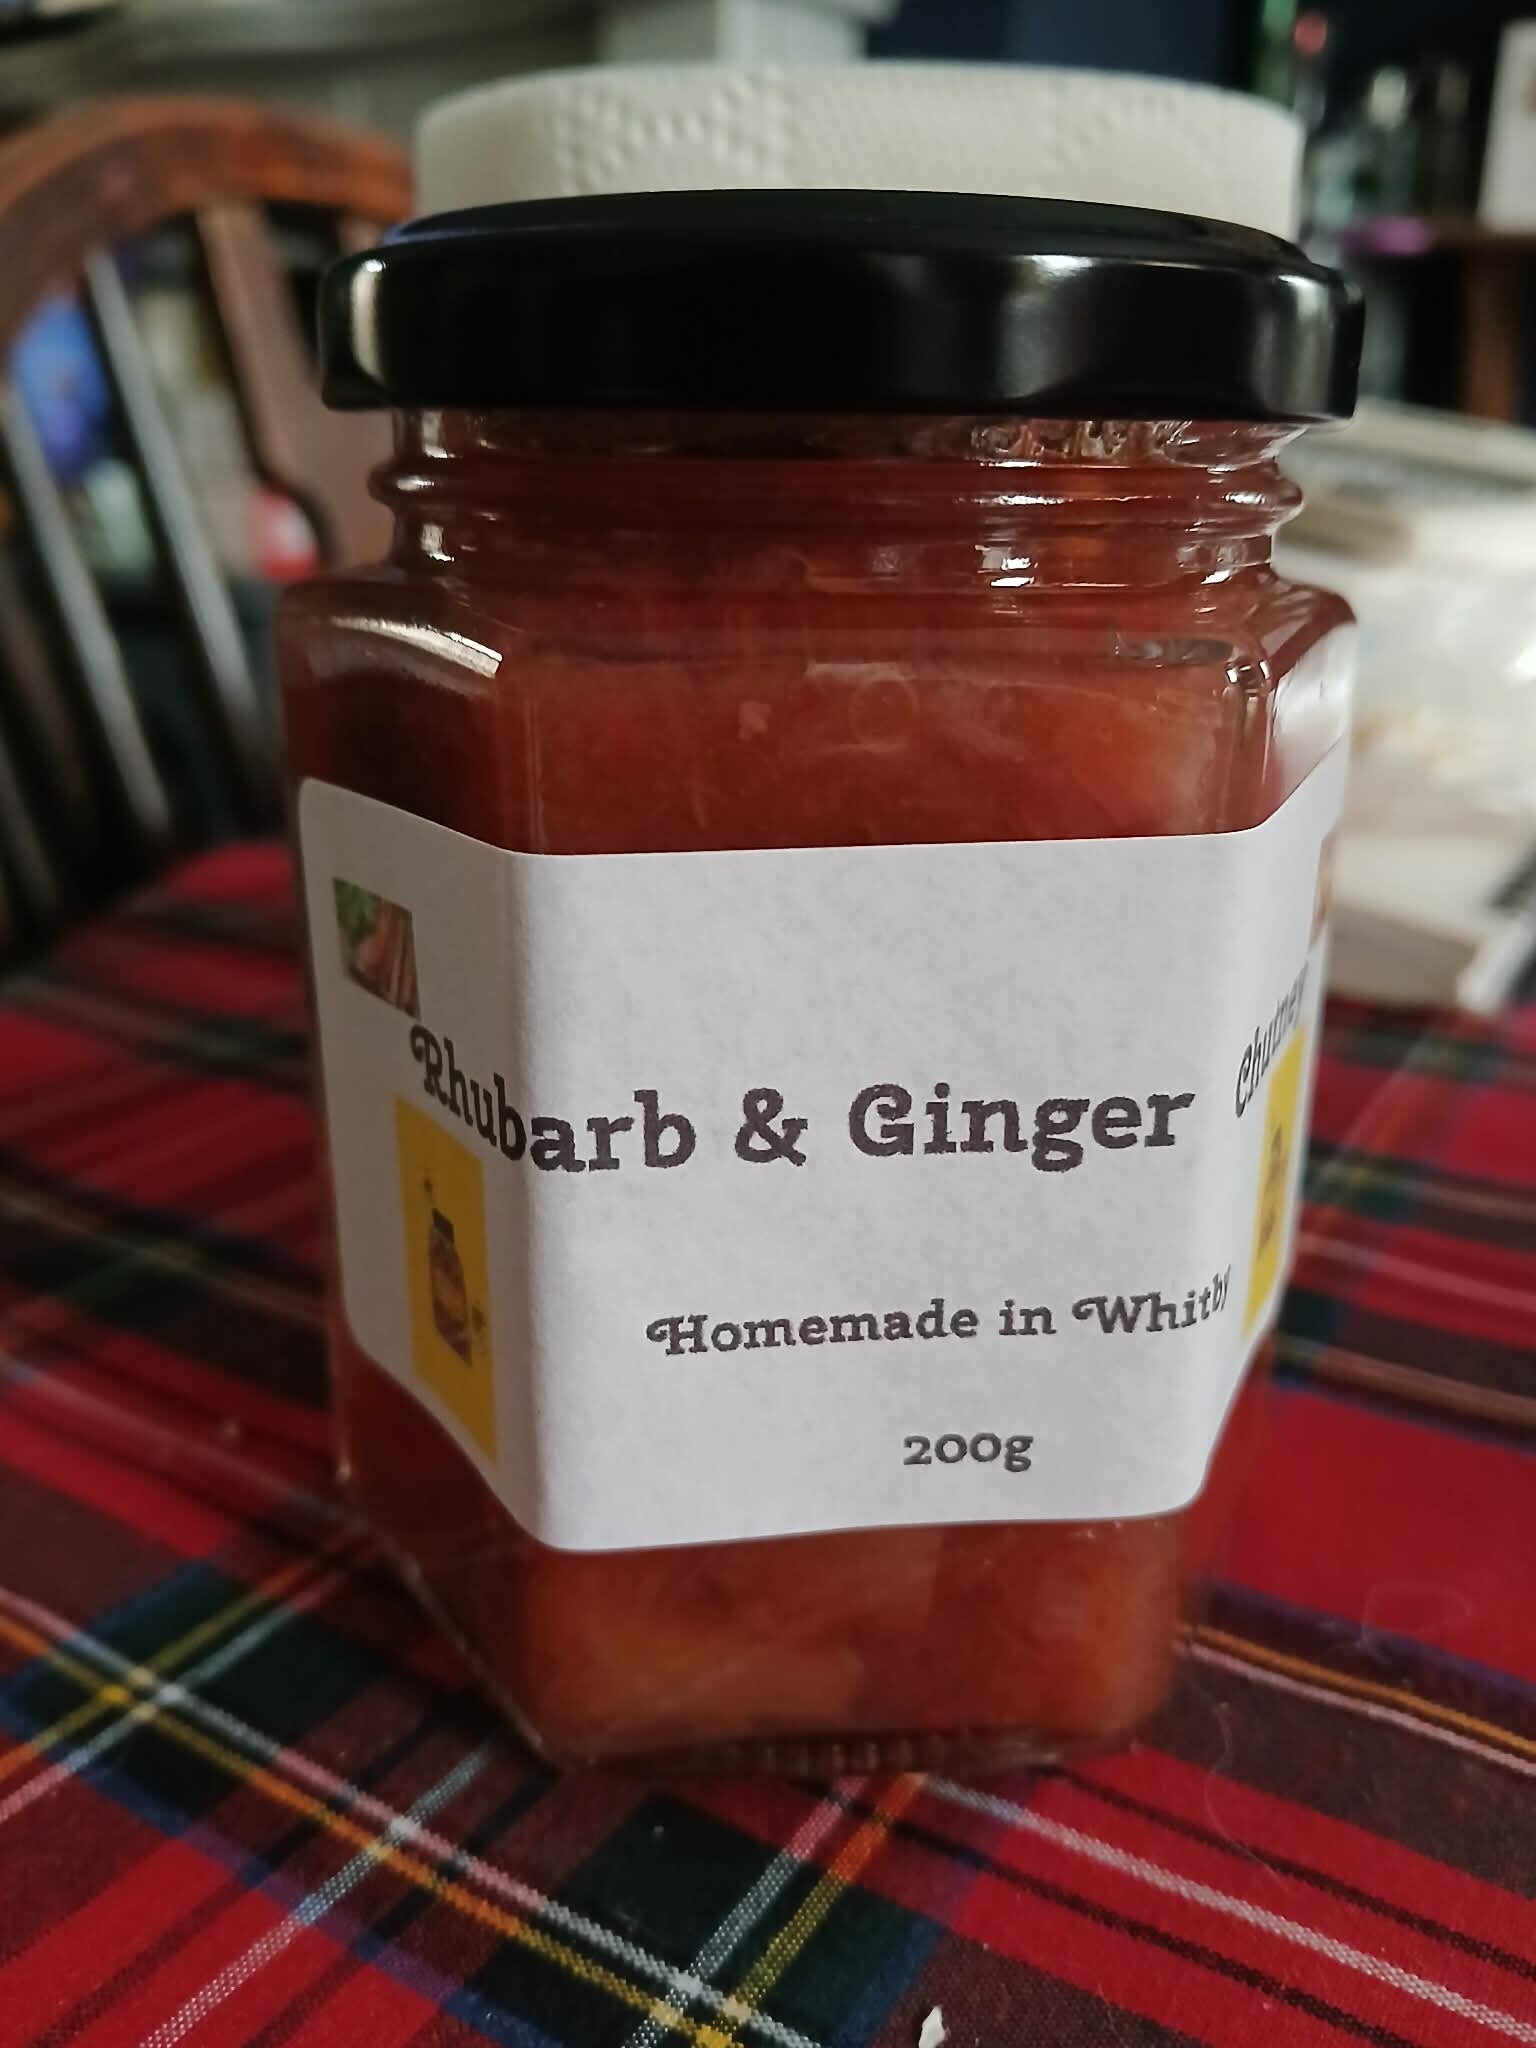 Rhubarb & Ginger Chutney
Homemade in Whitby
200g